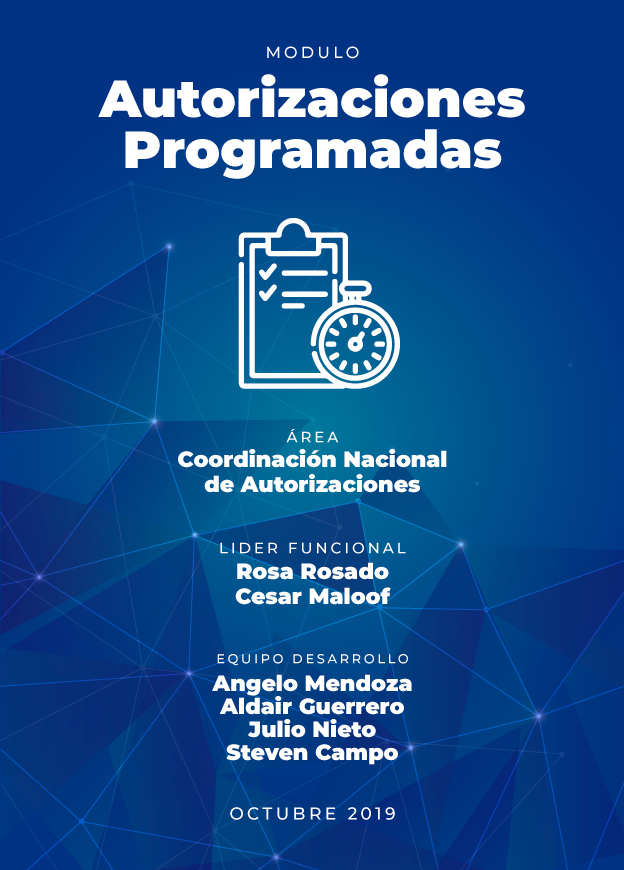 MODULO
Autorizaciones
Programadas
ÁREA
Coordinación Nacional
de Autorizaciones
LIDER FUNCIONAL
Rosa Rosado
Cesar Maloof
EQUIPO DESARROLLO
Angelo Mendoza
Aldair Guerrero
Julio Nieto
Steven Campo
OCTUBRE 2019